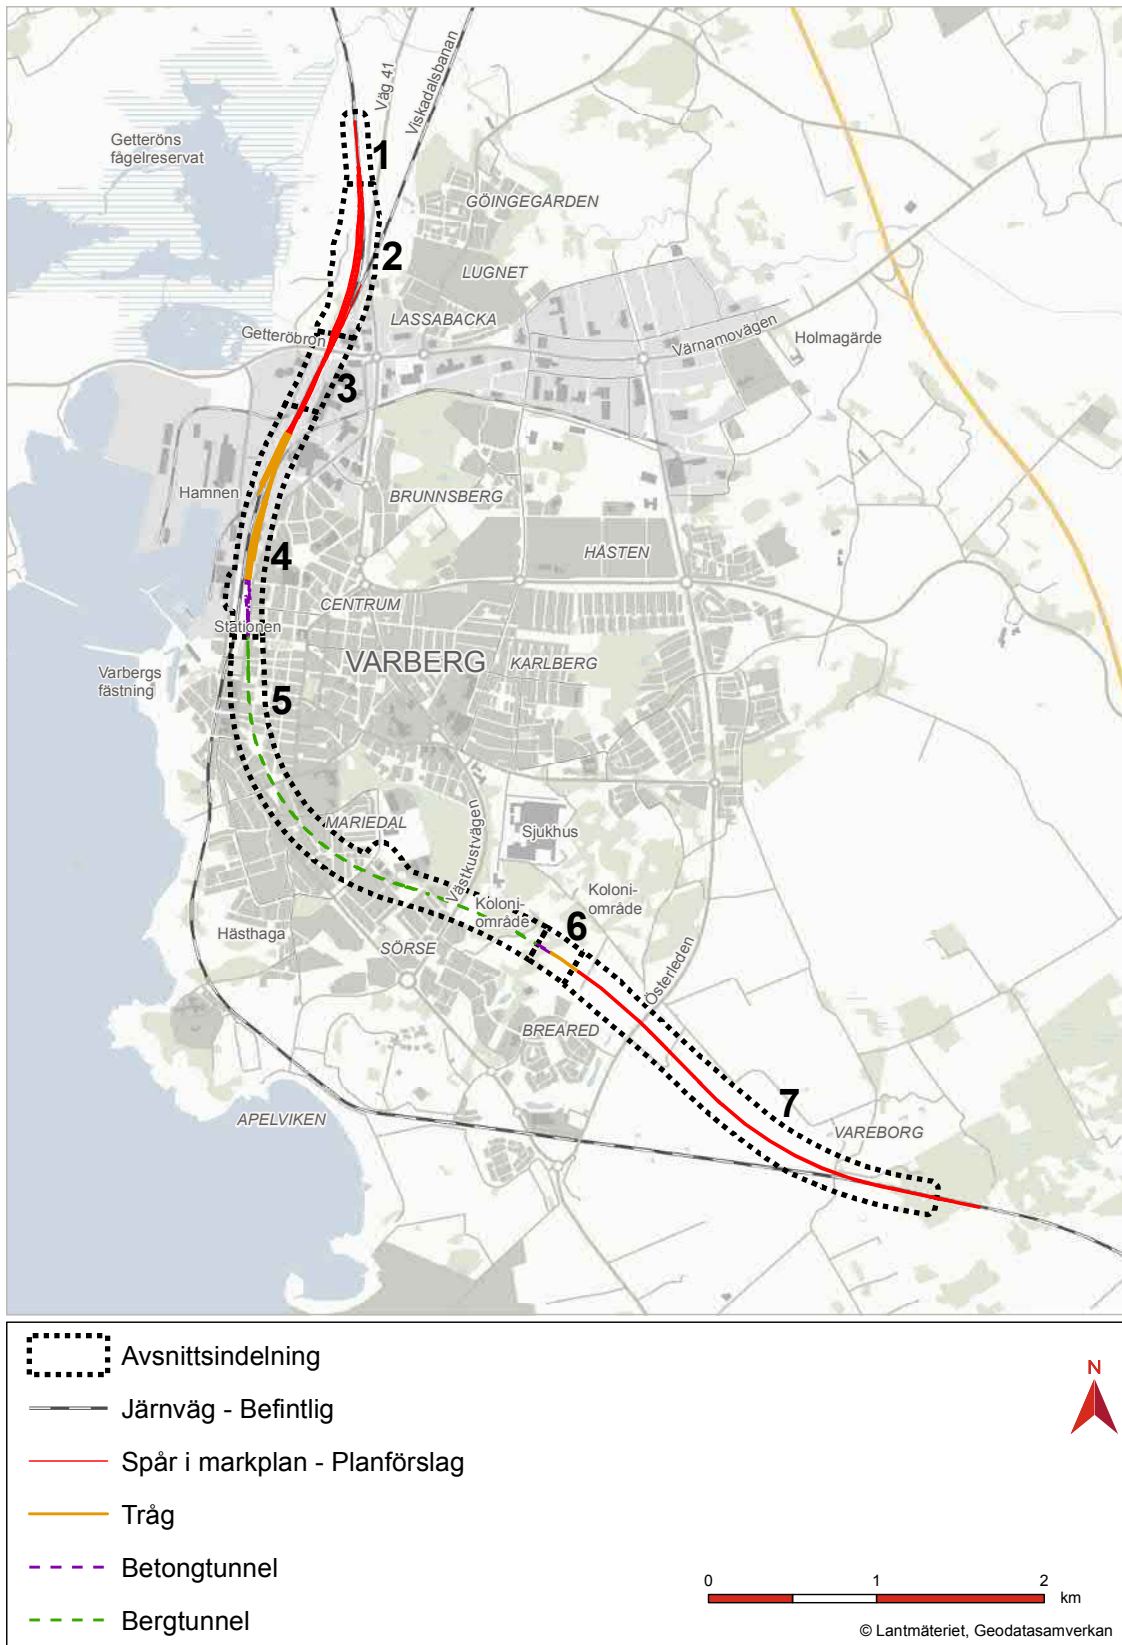 Väg 41
Viskadalsbanan
Getteröns
fågelreservat
1
GÖINGEGÅRDEN
2
LUGNET
LASSABACKA
Getteröbron
Värnamovägen
Holmagärde
3
Hamnen
BRUNNSBERG
HÅSTEN
4
CENTRUM
Stationen
VARBERG
KARLBERG
Varbergs
fästning
5
MARIEDAL
Sjukhus
Västkustvägen
Koloni-
område
Koloni-
område
6
Hästhaga
SÖRSE
Österleden
BREARED
7
APELVIKEN
VAREBORG
Avsnittsindelning
Järnväg - Befintlig
Spår i markplan - Planförslag
Tråg
Betongtunnel
Bergtunnel
N
0 1 2
km
© Lantmäteriet, Geodatasamverkan